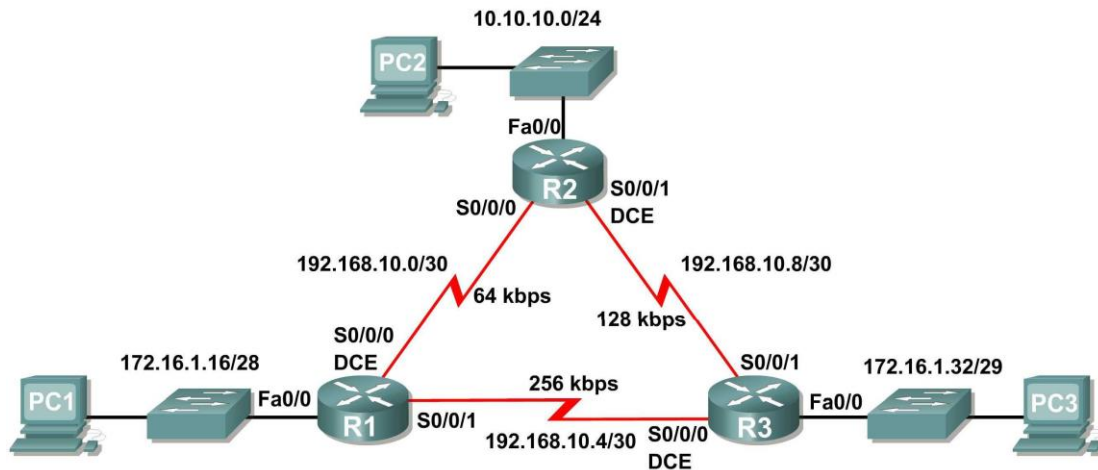 10.10.10.0/24
PC2
Fa0/0
R2
S0/0/1
DCE
S0/0/0
192.168.10.0/30
192.168.10.8/30
64 kbps
128 kbps
S0/0/0
DCE
S0/0/1
172.16.1.16/28
172.16.1.32/29
256 kbps
PC1
Fa0/0
R1
S0/0/1
192.168.10.4/30
S0/0/0
DCE
R3
Fa0/0
PC3